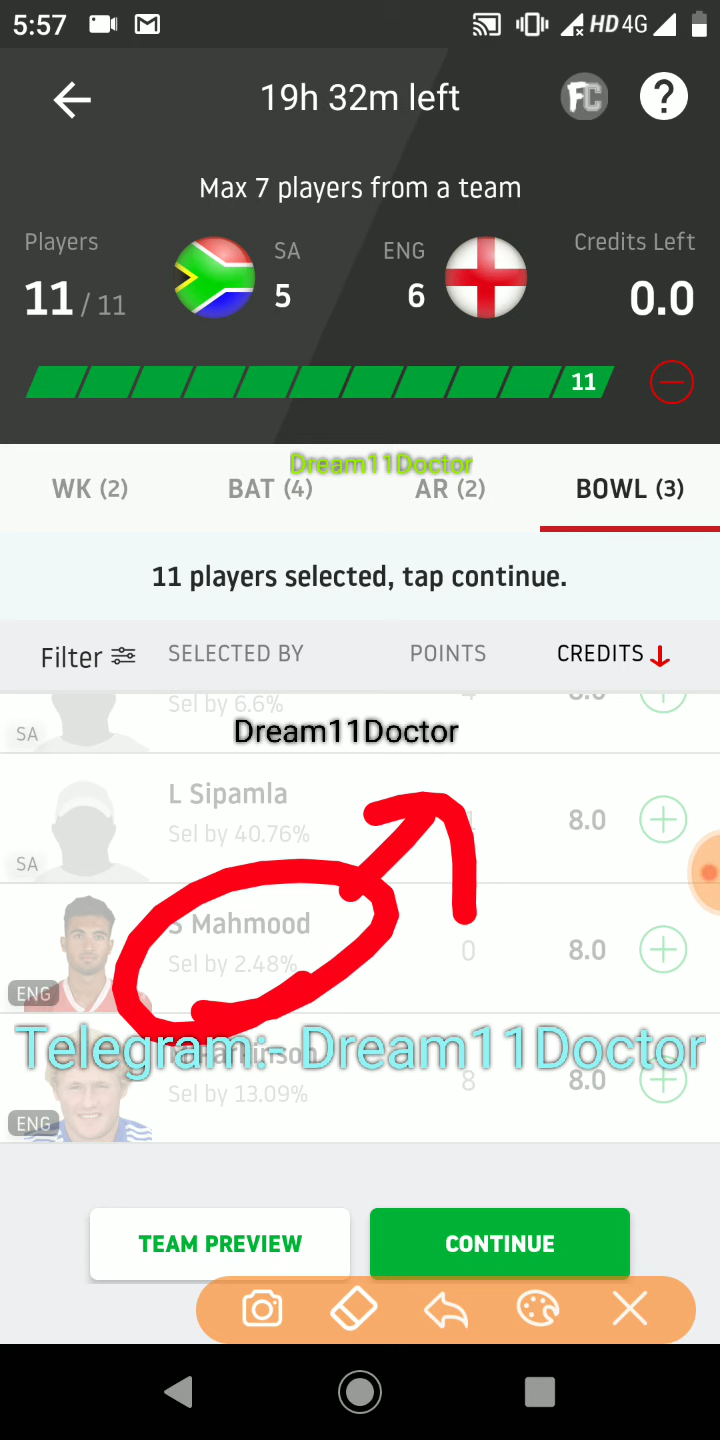 5:57 HD 4G
19h 32m left FC ?
Max 7 players from a team
Players SA ENG Credits Left
11 / 11 5 6 0.0
11
Dream11Doctor
WK (2) BAT (4) AR (2) BOWL (3)
11 players selected, tap continue.
Filter SELECTED BY POINTS CREDITS
Sel by 6.6%
SA
Dream11Doctor
L Sipamla
Sel by 40.76% 8.0
SA
S Mahmood
Sel by 2.48% 0 8.0
ENG
Telegram:- Dream11Doctor
Sel by 13.09% 8 8.0
ENG
TEAM PREVIEW CONTINUE